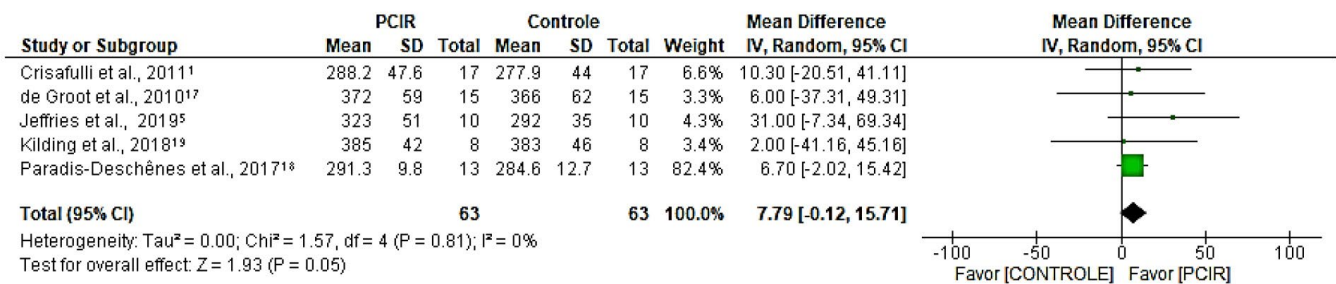 PCIR Controle Mean Difference Mean Difference
Study or Subgroup Mean SD Total Mean SD Total Weight IV, Random, 95% CI IV, Random, 95% CI
Crisafulli et al., 2011¹ 288.2 47.6 17 277.9 44 17 6.6% 10.30 [-20.51, 41.11]
de Groot et al., 2010¹⁷ 372 59 15 366 62 15 3.3% 6.00 [-37.31, 49.31]
Jeffries et al., 2019⁵ 323 51 10 292 35 10 4.3% 31.00 [-7.34, 69.34]
Kilding et al., 2018¹⁹ 385 42 8 383 46 8 3.4% 2.00 [-41.16, 45.16]
Paradis-Deschênes et al., 2017¹⁸ 291.3 9.8 13 284.6 12.7 13 82.4% 6.70 [-2.02, 15.42]
Total (95% CI) 63 63 100.0% 7.79 [-0.12, 15.71]
Heterogeneity: Tau² = 0.00; Chi² = 1.57, df = 4 (P = 0.81); I² = 0%
Test for overall effect: Z = 1.93 (P = 0.05)
-100 -50 0 50 100
Favor [CONTROLE] Favor [PCIR]